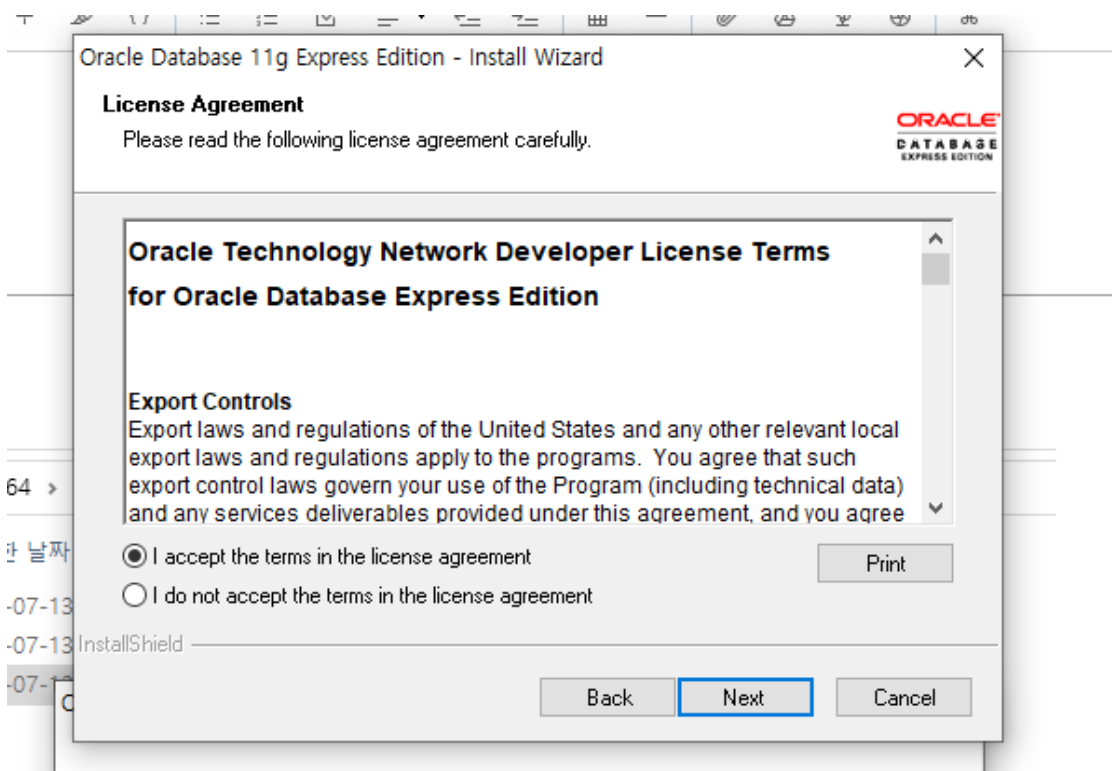 Oracle Database 11g Express Edition - Install Wizard
License Agreement
Please read the following license agreement carefully.
ORACLE
DATABASE
EXPRESS EDITION
Oracle Technology Network Developer License Terms
for Oracle Database Express Edition
Export Controls
Export laws and regulations of the United States and any other relevant local
export laws and regulations apply to the programs. You agree that such
export control laws govern your use of the Program (including technical data)
and any services deliverables provided under this agreement, and you agree
64 >
한 날짜
I accept the terms in the license agreement
Print
I do not accept the terms in the license agreement
-07-13
-07-13
InstallShield
-07-
Back
Next
Cancel